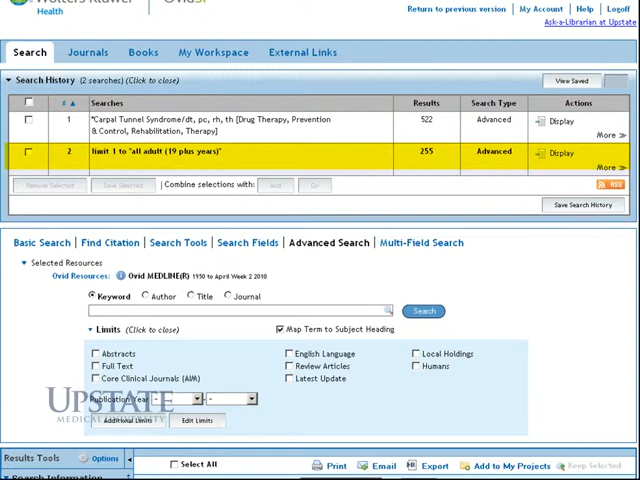 Wolters Kluwer OvidSP
Health
Return to previous version | My Account | Help | Logoff
Ask-a-Librarian at Upstate
Search Journals Books My Workspace External Links
Search History (2 searches) (Click to close) View Saved
# ▲ Searches Results Search Type Actions
1 *Carpal Tunnel Syndrome/dt, pc, rh, th [Drug Therapy, Prevention 522 Advanced Display
& Control, Rehabilitation, Therapy] More ≫
2 limit 1 to "all adult (19 plus years)" 255 Advanced Display
More ≫
Remove Selected Save Selected | Combine selections with: And Or RSS
Save Search History
Basic Search | Find Citation | Search Tools | Search Fields | Advanced Search | Multi-Field Search
Selected Resources
Ovid Resources: Ovid MEDLINE(R) 1950 to April Week 2 2010
Keyword Author Title Journal
Search
Limits (Click to close) Map Term to Subject Heading
Abstracts English Language Local Holdings
Full Text Review Articles Humans
Core Clinical Journals (AIM) Latest Update
Publication Year - -
UPSTATE
MEDICAL UNIVERSITY
Additional Limits Edit Limits
Results Tools Options Select All Print Email Export Add to My Projects Keep Selected
Search Information